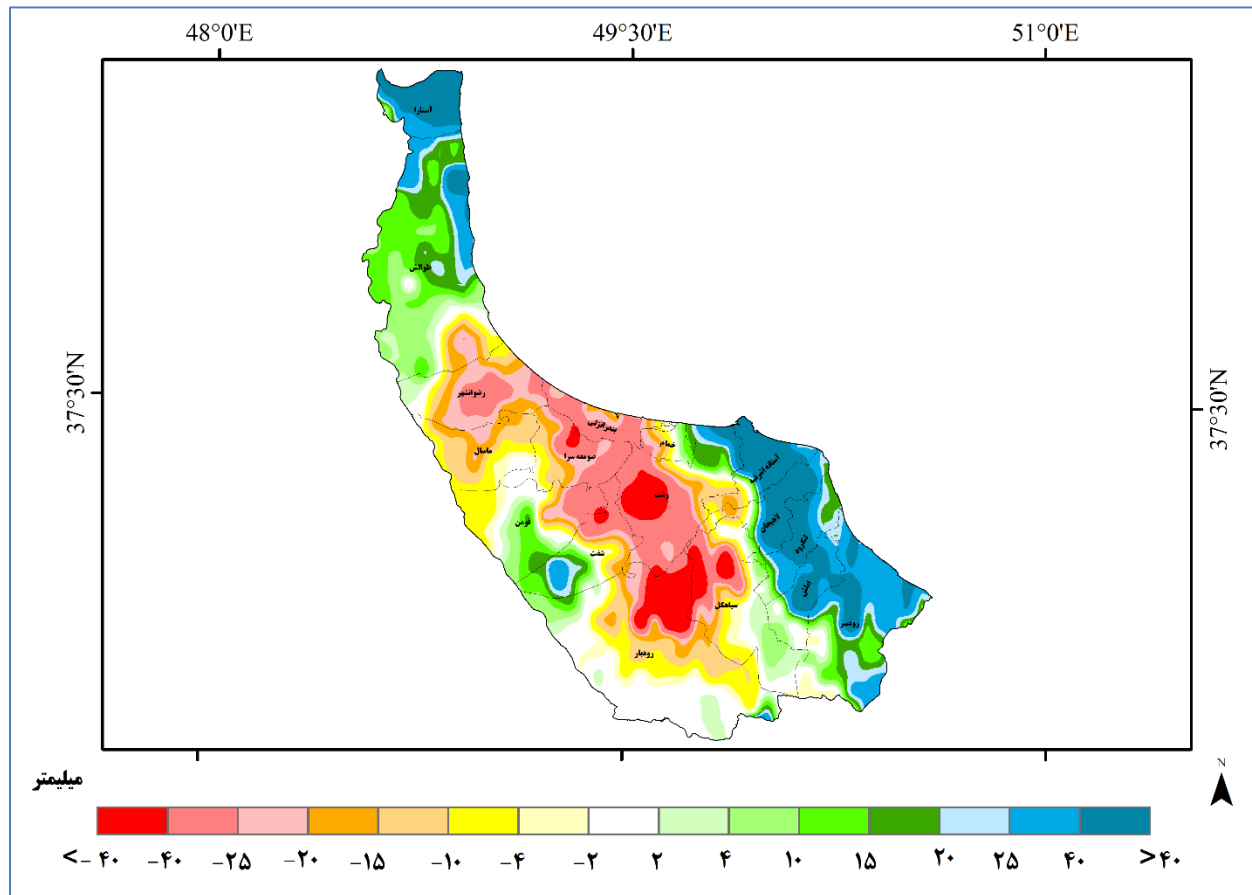 48°0'E 49°30'E 51°0'E
37°30'N 37°30'N
آستارا
طوالش
رضوانشهر
بندرانزلی
ماسال
صومعه سرا
خمام
آستانه اشرفیه
رشت
لاهیجان
فومن
لنگرود
شفت
املش
سیاهکل
رودسر
رودبار
میلیمتر
N
<-۴۰ -۴۰ -۲۵ -۲۰ -۱۵ -۱۰ -۴ -۲ ۲ ۴ ۱۰ ۱۵ ۲۰ ۲۵ ۴۰ >۴۰